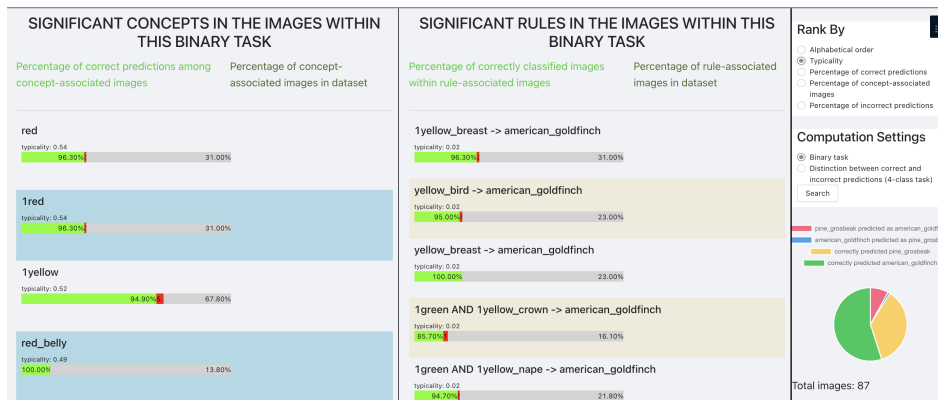 SIGNIFICANT CONCEPTS IN THE IMAGES WITHIN
THIS BINARY TASK
Percentage of correct predictions among
concept-associated images
Percentage of concept-
associated images in dataset
red
typicality: 0.54
96.30%
31.00%
1red
typicality: 0.54
96.30%
31.00%
1yellow
typicality: 0.52
94.90%
67.80%
red_belly
typicality: 0.49
100.00%
13.80%
SIGNIFICANT RULES IN THE IMAGES WITHIN THIS
BINARY TASK
Percentage of correctly classified images
within rule-associated images
Percentage of rule-associated
images in dataset
1yellow_breast -> american_goldfinch
typicality: 0.02
96.30%
31.00%
yellow_bird -> american_goldfinch
typicality: 0.02
95.00%
23.00%
yellow_breast -> american_goldfinch
typicality: 0.02
100.00%
23.00%
1green AND 1yellow_crown -> american_goldfinch
typicality: 0.02
85.70%
16.10%
1green AND 1yellow_nape -> american_goldfinch
typicality: 0.02
94.70%
21.80%
Rank By
Alphabetical order
Typicality
Percentage of correct predictions
Percentage of concept-associated
images
Percentage of incorrect predictions
Computation Settings
Binary task
Distinction between correct and
incorrect predictions (4-class task)
Search
pine_grosbeak predicted as american_goldf
american_goldfinch predicted as pine_grosb
correctly predicted pine_grosbeak
correctly predicted american_goldfinch
Total images: 87